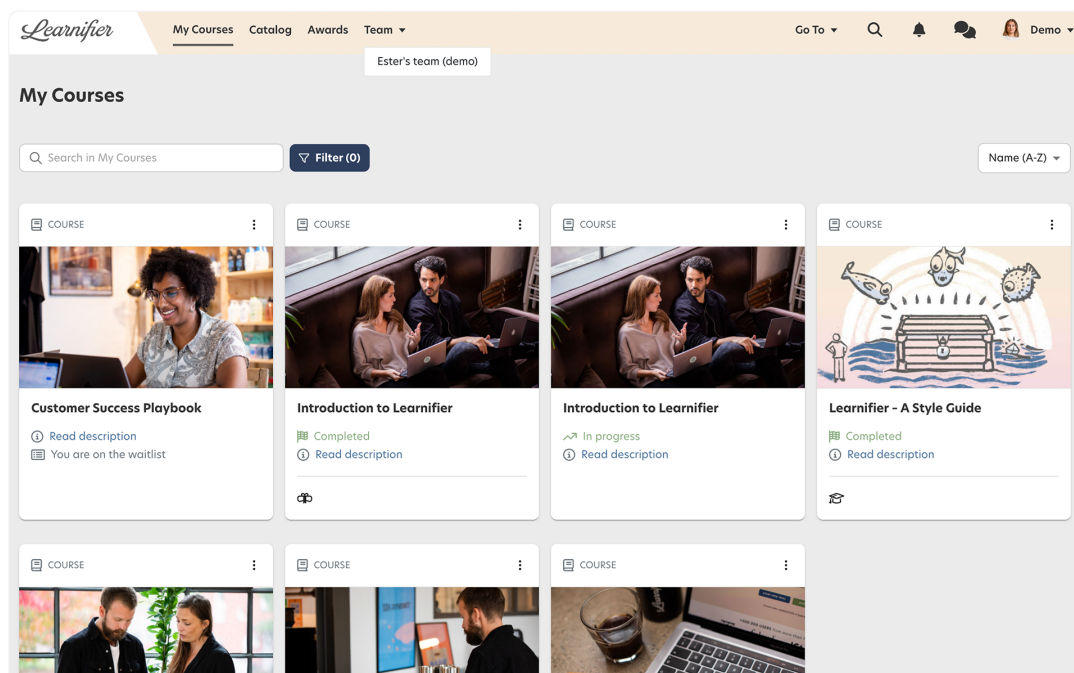 Learnifier
My Courses Catalog Awards Team Go To Demo
Ester's team (demo)
My Courses
Search in My Courses Filter (0) Name (A-Z)
COURSE COURSE COURSE COURSE
Customer Success Playbook Introduction to Learnifier Introduction to Learnifier Learnifier – A Style Guide
Read description Completed In progress Completed
You are on the waitlist Read description Read description Read description
COURSE COURSE COURSE